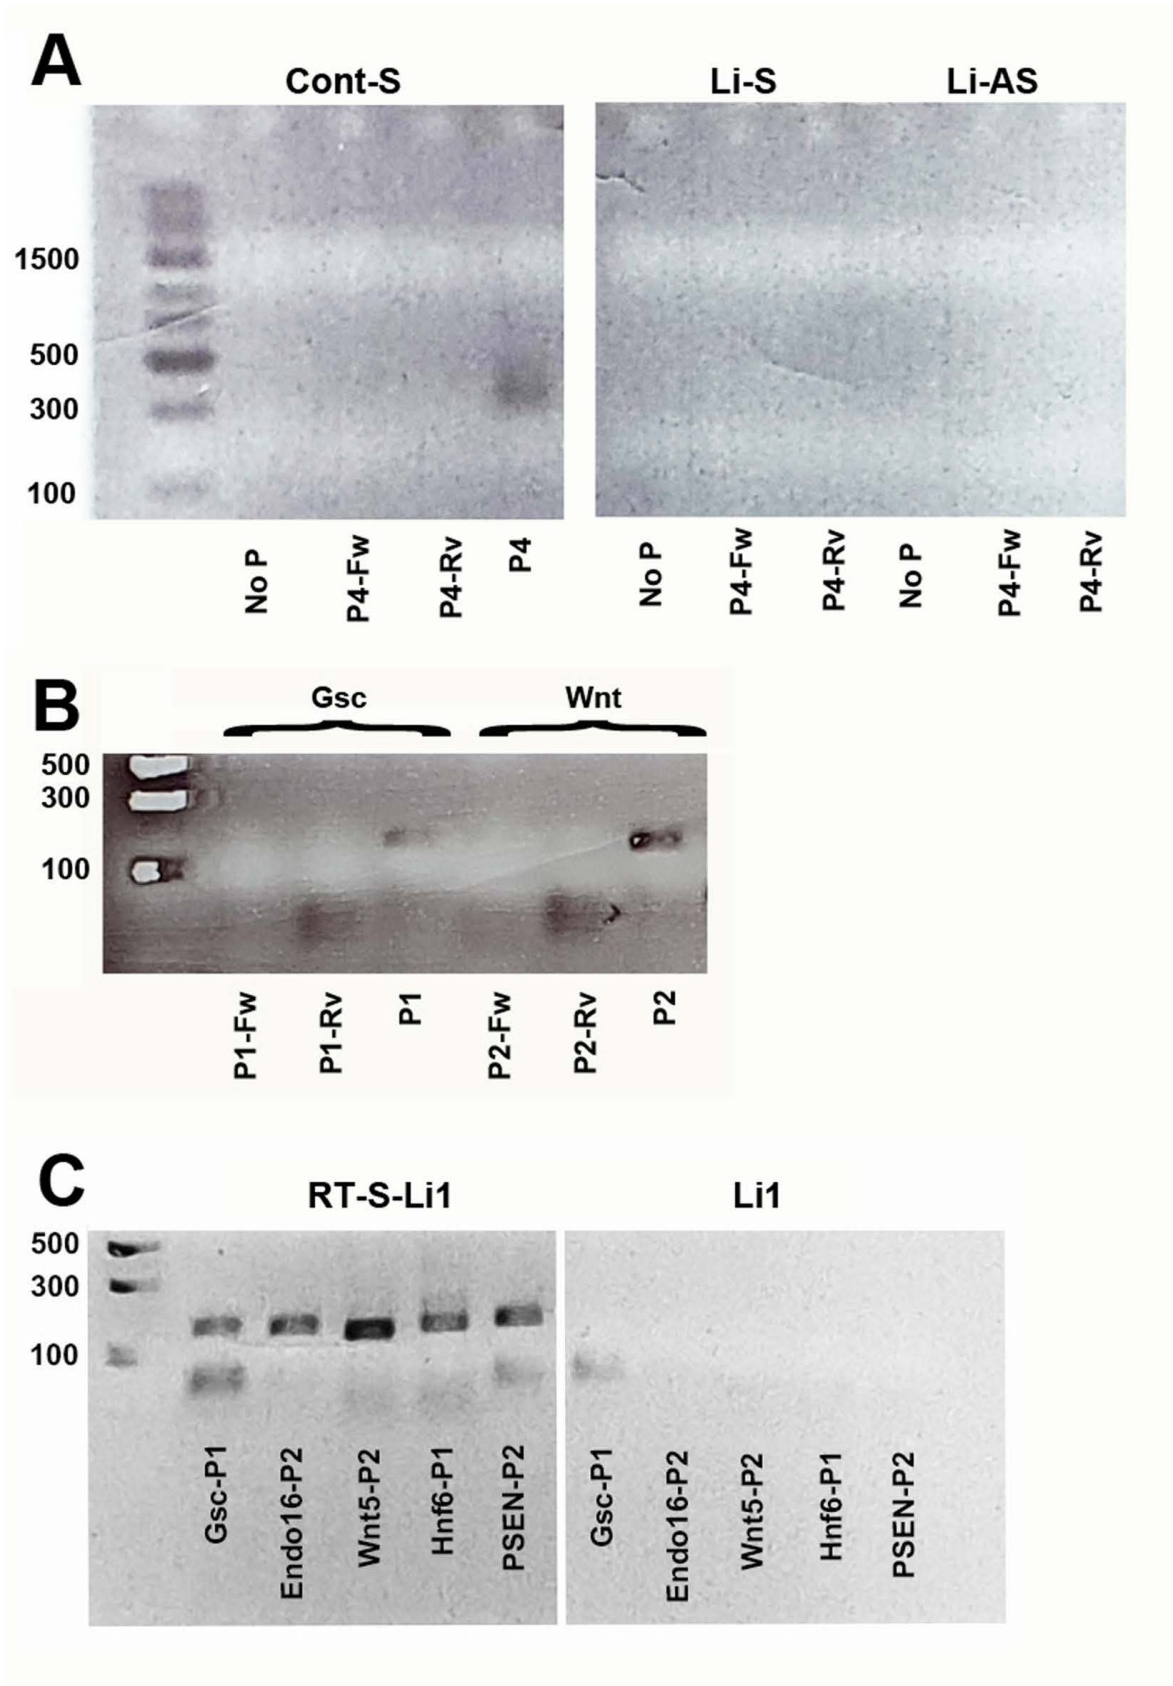 A
Cont-S
Li-S
Li-AS
1500
500
300
100
No P
P4-Fw
P4-Rv
P4
No P
P4-Fw
P4-Rv
No P
P4-Fw
P4-Rv
B
Gsc
Wnt
500
300
100
P1-Fw
P1-Rv
P1
P2-Fw
P2-Rv
P2
C
RT-S-Li1
Li1
500
300
100
Gsc-P1
Endo16-P2
Wnt5-P2
Hnf6-P1
PSEN-P2
Gsc-P1
Endo16-P2
Wnt5-P2
Hnf6-P1
PSEN-P2